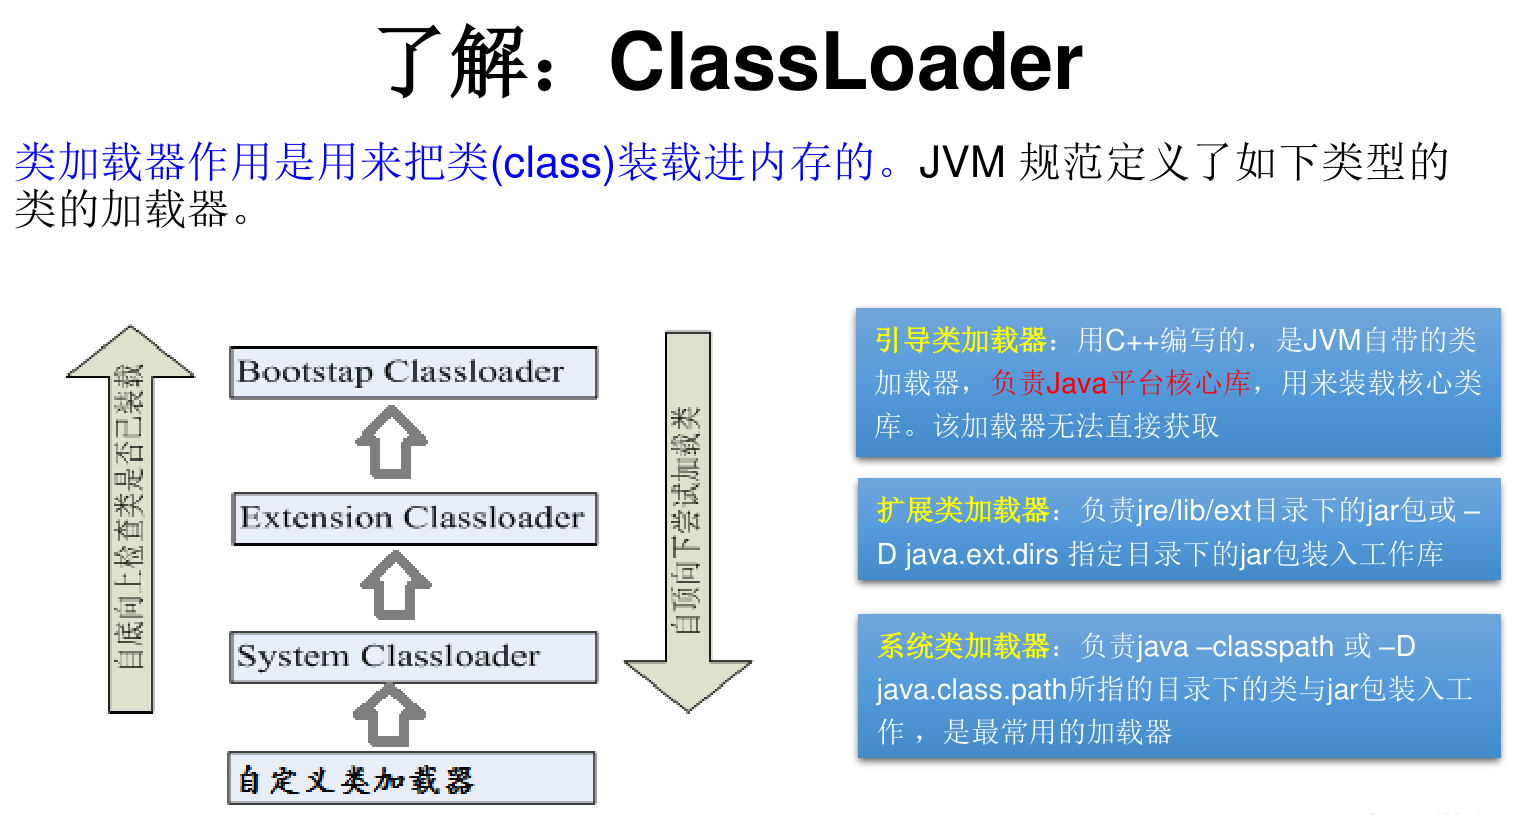 了解：ClassLoader
类加载器作用是用来把类(class)装载进内存的。JVM 规范定义了如下类型的
类的加载器。
自底向上检查类是否已装载
Bootstap Classloader
Extension Classloader
System Classloader
自定义类加载器
自顶向下尝试加载类
引导类加载器：用C++编写的，是JVM自带的类
加载器，负责Java平台核心库，用来装载核心类
库。该加载器无法直接获取
扩展类加载器：负责jre/lib/ext目录下的jar包或 –
D java.ext.dirs 指定目录下的jar包装入工作库
系统类加载器：负责java –classpath 或 –D
java.class.path所指的目录下的类与jar包装入工
作 ，是最常用的加载器